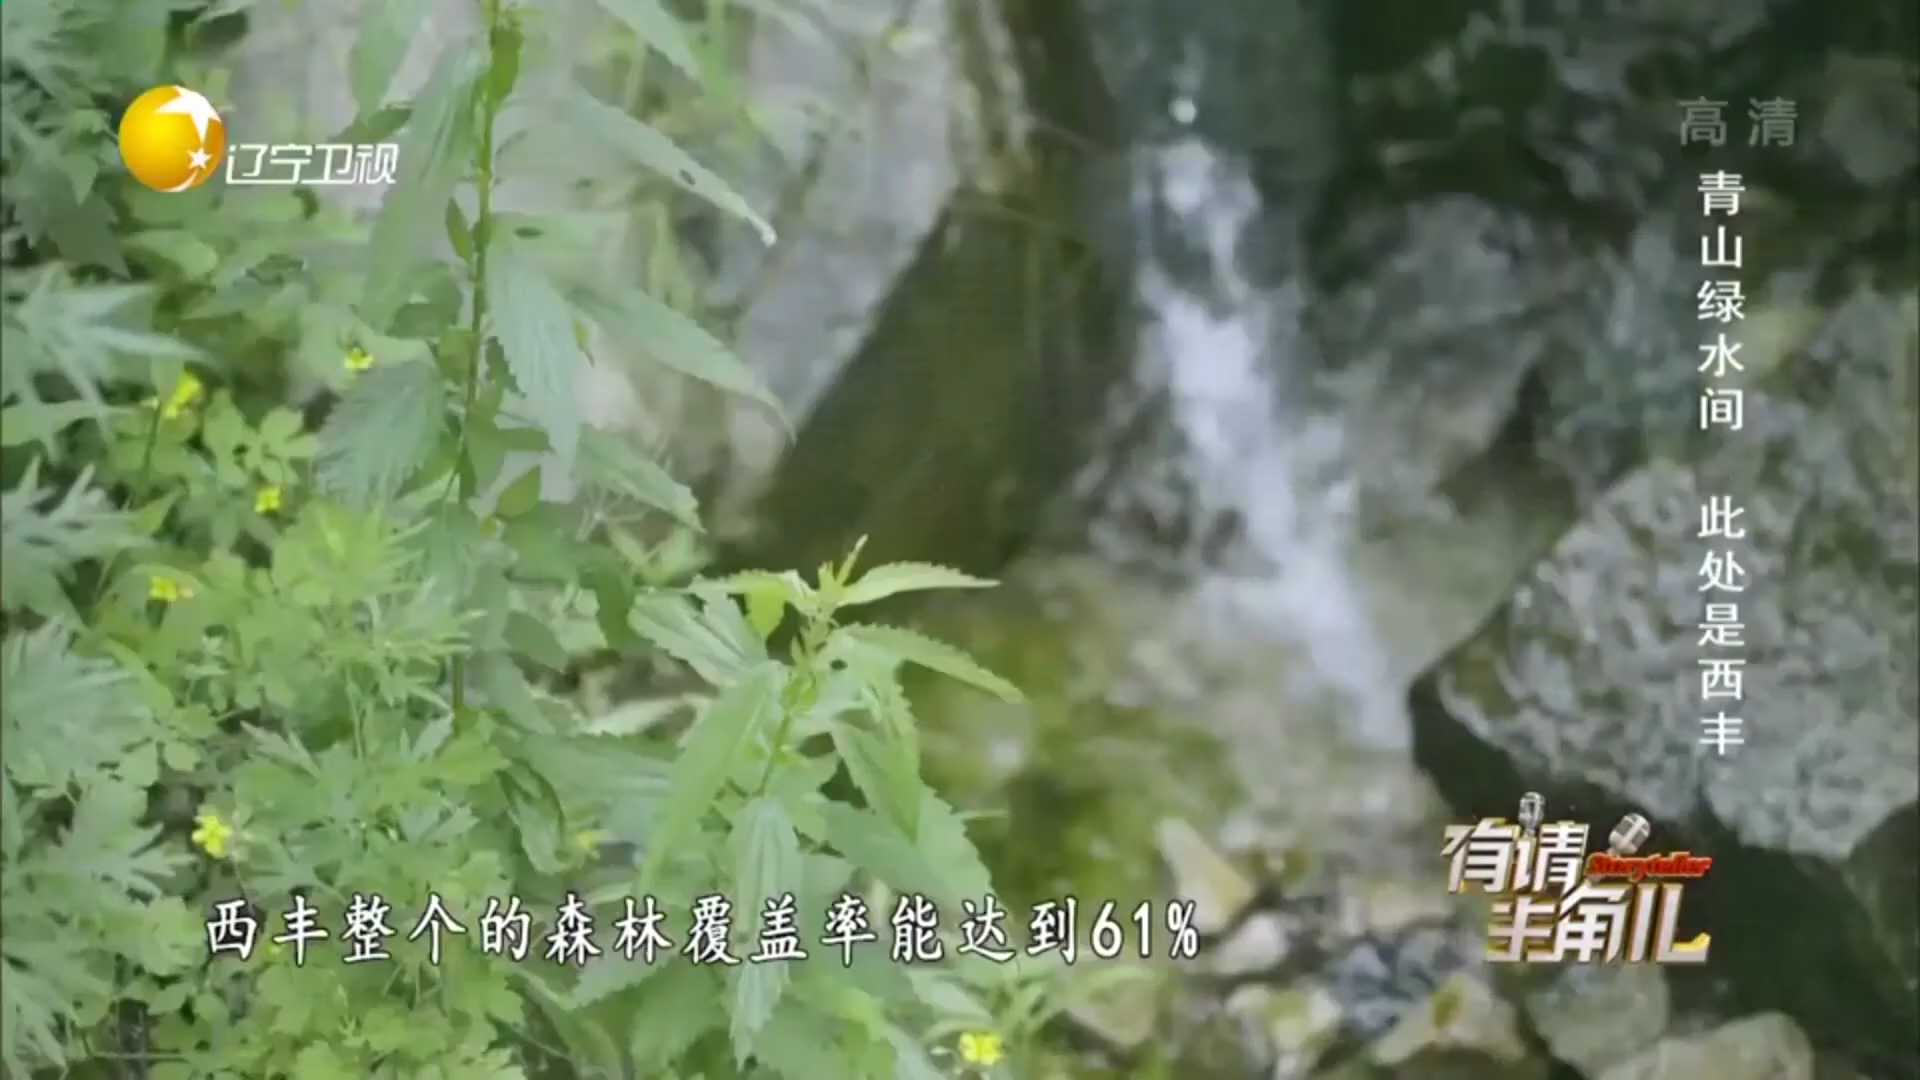 辽宁卫视
高清
青山绿水间 此处是西丰
有请
Storyteller
主角儿
西丰整个的森林覆盖率能达到61%